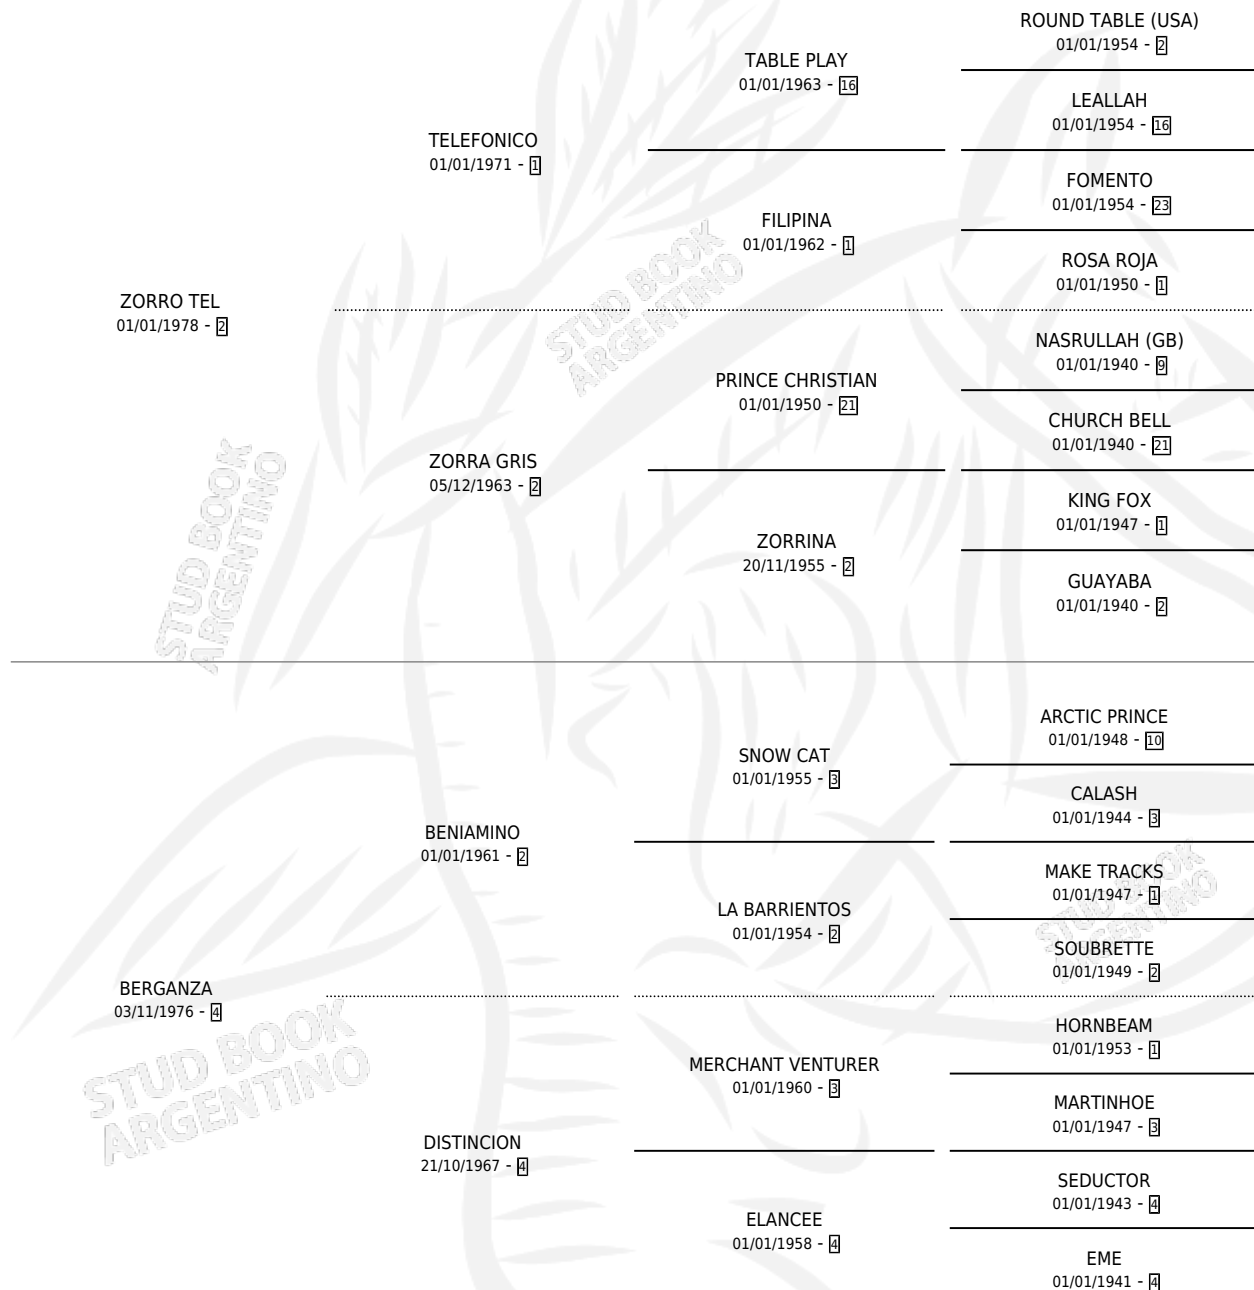 ROUND TABLE (USA)
01/01/1954 - 2
TABLE PLAY
01/01/1963 - 16
LEALLAH
01/01/1954 - 16
TELEFONICO
01/01/1971 - 1
FOMENTO
01/01/1954 - 23
FILIPINA
01/01/1962 - 1
ROSA ROJA
01/01/1950 - 1
ZORRO TEL
01/01/1978 - 2
STUD BOOK
ARGENTINO
NASRULLAH (GB)
01/01/1940 - 9
PRINCE CHRISTIAN
01/01/1950 - 21
CHURCH BELL
01/01/1940 - 21
ZORRA GRIS
05/12/1963 - 2
KING FOX
01/01/1947 - 1
ZORRINA
20/11/1955 - 2
GUAYABA
01/01/1940 - 2
STUD BOOK
ARGENTINO
ARCTIC PRINCE
01/01/1948 - 10
SNOW CAT
01/01/1955 - 3
CALASH
01/01/1944 - 3
BENIAMINO
01/01/1961 - 2
MAKE TRACKS
01/01/1947 - 1
STUD BOOK
ARGENTINO
LA BARRIENTOS
01/01/1954 - 2
SOUBRETTE
01/01/1949 - 2
BERGANZA
03/11/1976 - 4
STUD BOOK
ARGENTINO
HORNBEAM
01/01/1953 - 1
MERCHANT VENTURER
01/01/1960 - 3
MARTINHOE
01/01/1947 - 3
DISTINCION
21/10/1967 - 4
SEDUCTOR
01/01/1943 - 4
ELANCEE
01/01/1958 - 4
EME
01/01/1941 - 4